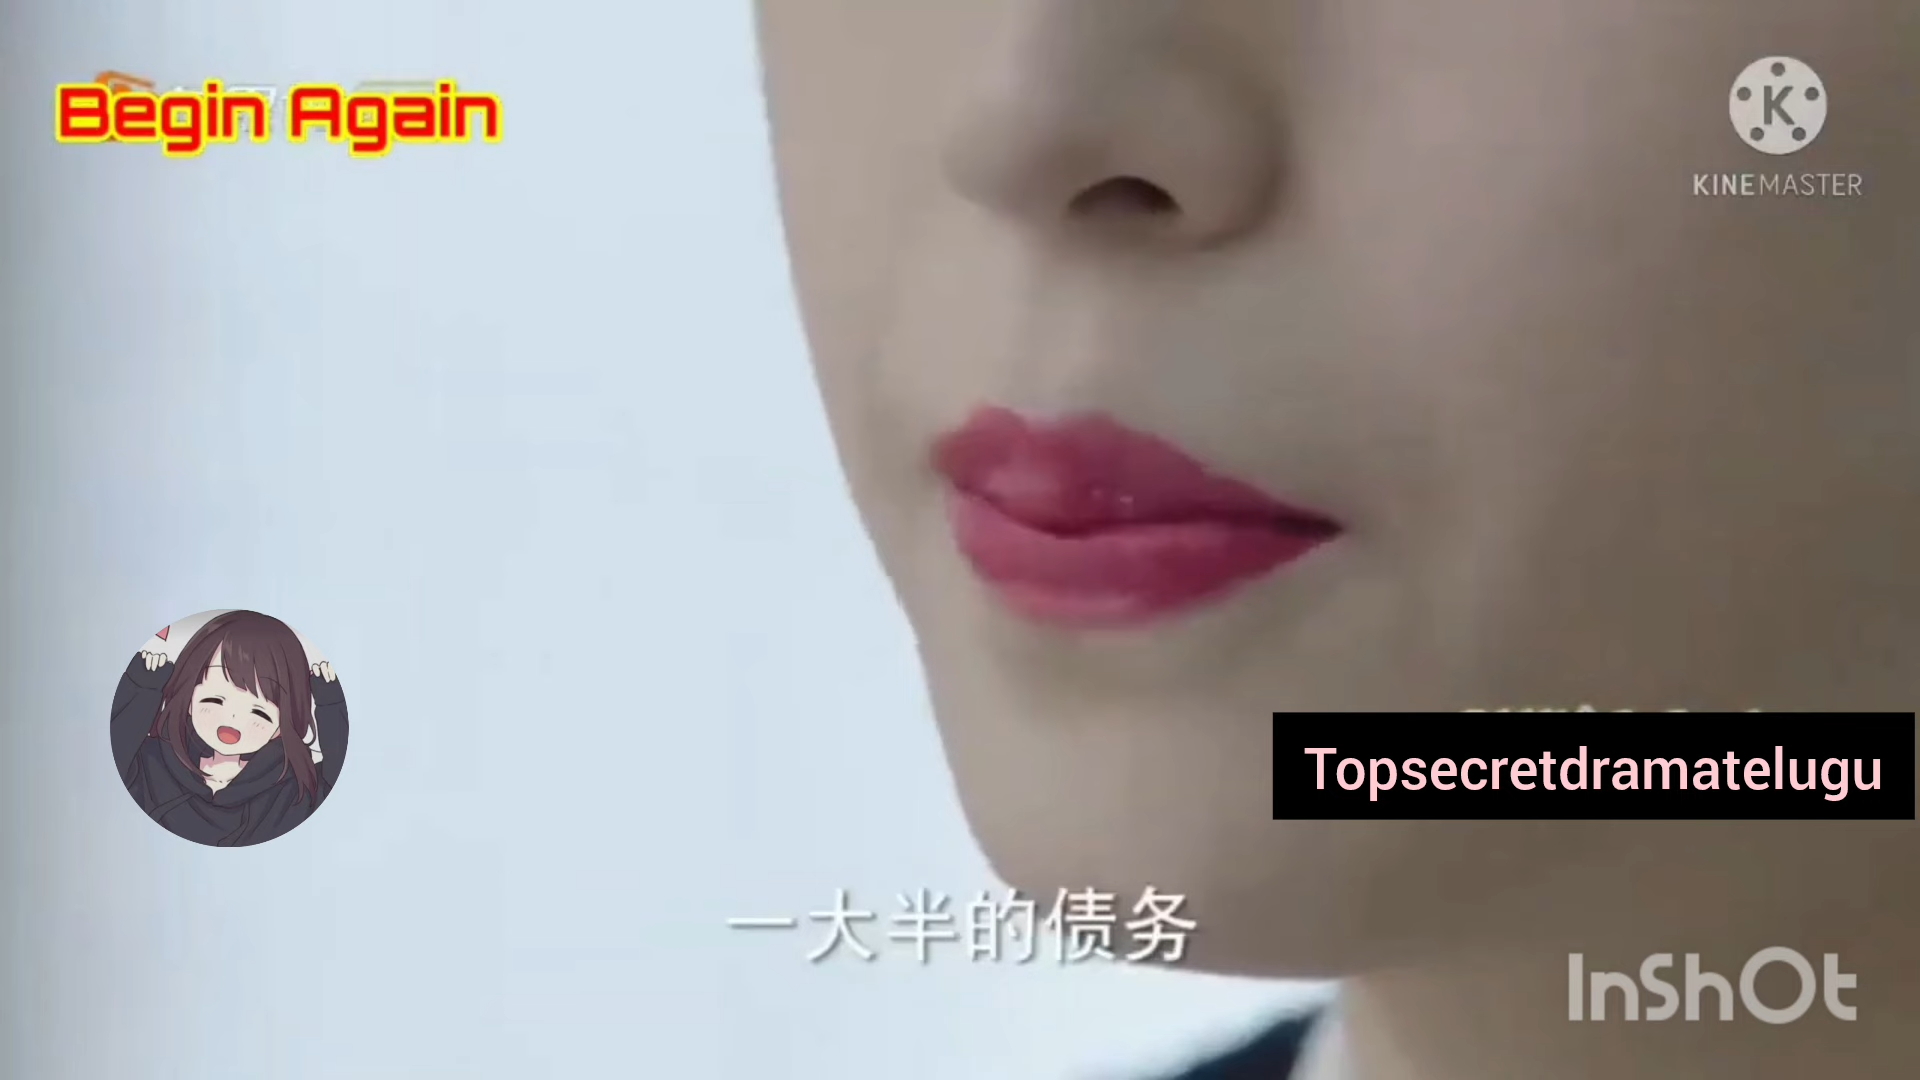 Begin Again
K
KINEMASTER
Topsecretdramatelugu
一大半的债务
InShOt